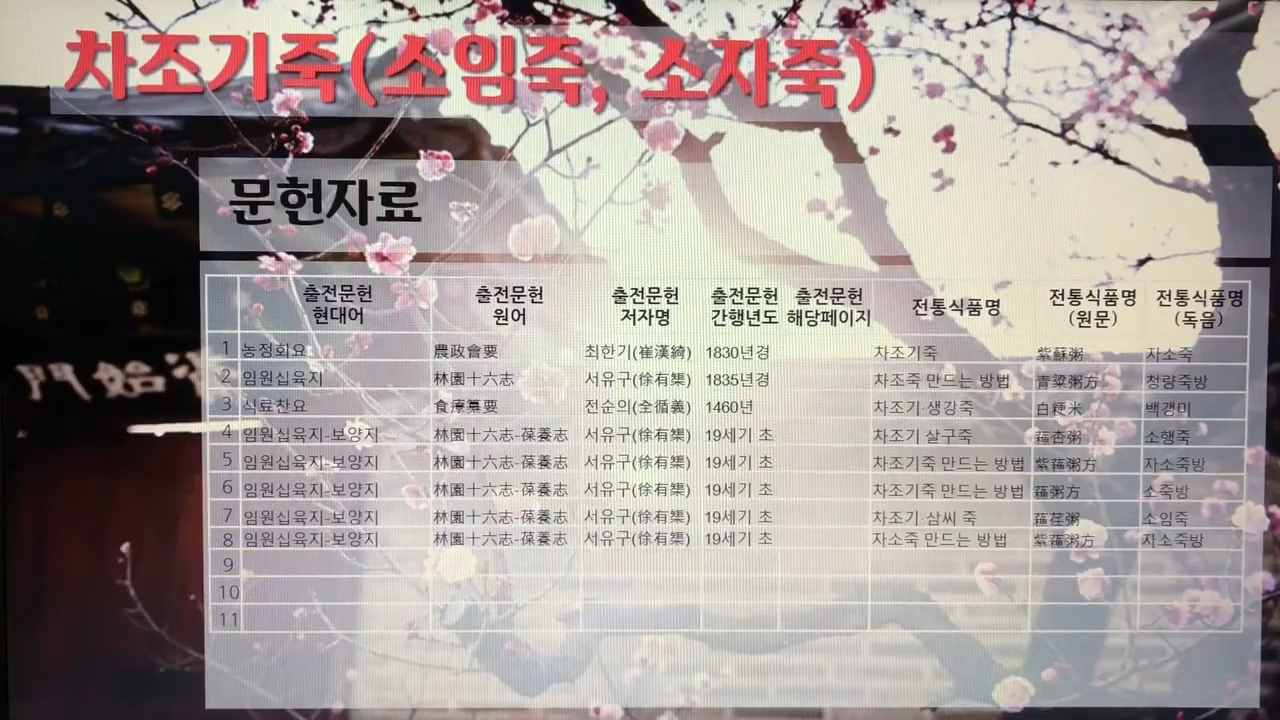 차조기죽(소임죽, 소자죽)
문헌자료
출전문헌 현대어 출전문헌 원어 출전문헌 저자명 출전문헌 간행년도 출전문헌 해당페이지 전통식품명 전통식품명 (원문) 전통식품명 (독음)
1 농정회요 農政會要 최한기(崔漢綺) 1830년경 차조기죽 紫蘇粥 자소죽
2 임원십육지 林園十六志 서유구(徐有榘) 1835년경 차조죽 만드는 방법 青粱粥方 청량죽방
3 식료찬요 食療纂要 전순의(全循義) 1460년 차조기 생강죽 白粳米 백갱미
4 임원십육지-보양지 林園十六志-葆養志 서유구(徐有榘) 19세기 초 차조기 살구죽 蘓杏粥 소행죽
5 임원십육지-보양지 林園十六志-葆養志 서유구(徐有榘) 19세기 초 차조기죽 만드는 방법 紫蘓粥方 자소죽방
6 임원십육지-보양지 林園十六志-葆養志 서유구(徐有榘) 19세기 초 차조기죽 만드는 방법 蘓粥方 소죽방
7 임원십육지-보양지 林園十六志-葆養志 서유구(徐有榘) 19세기 초 차조기·삼씨 죽 蘓荏粥 소임죽
8 임원십육지-보양지 林園十六志-葆養志 서유구(徐有榘) 19세기 초 자소죽 만드는 방법 紫蘓粥方 자소죽방
9
10
11